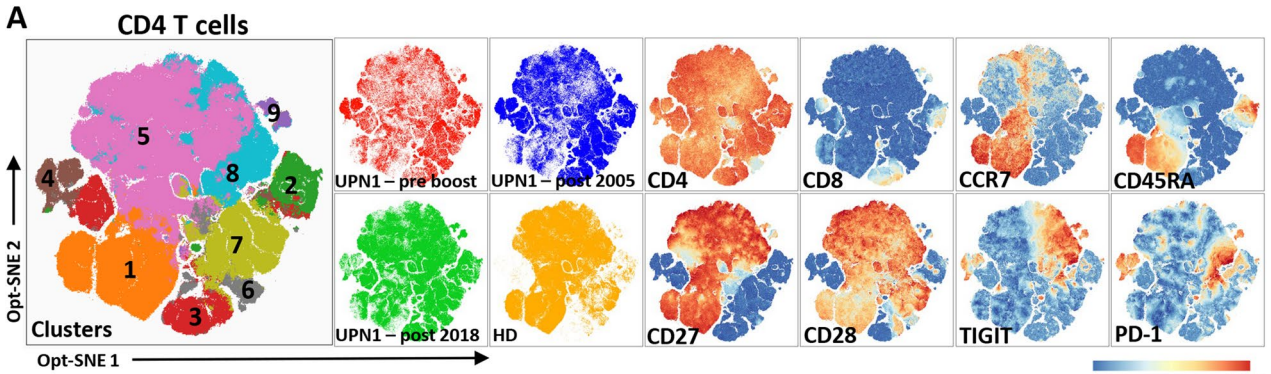 A
CD4 T cells
5
9
4
8
2
7
1
6
3
Clusters
Opt-SNE 2
Opt-SNE 1
UPN1 – pre boost
UPN1 – post 2005
CD4
CD8
CCR7
CD45RA
UPN1 – post 2018
HD
CD27
CD28
TIGIT
PD-1